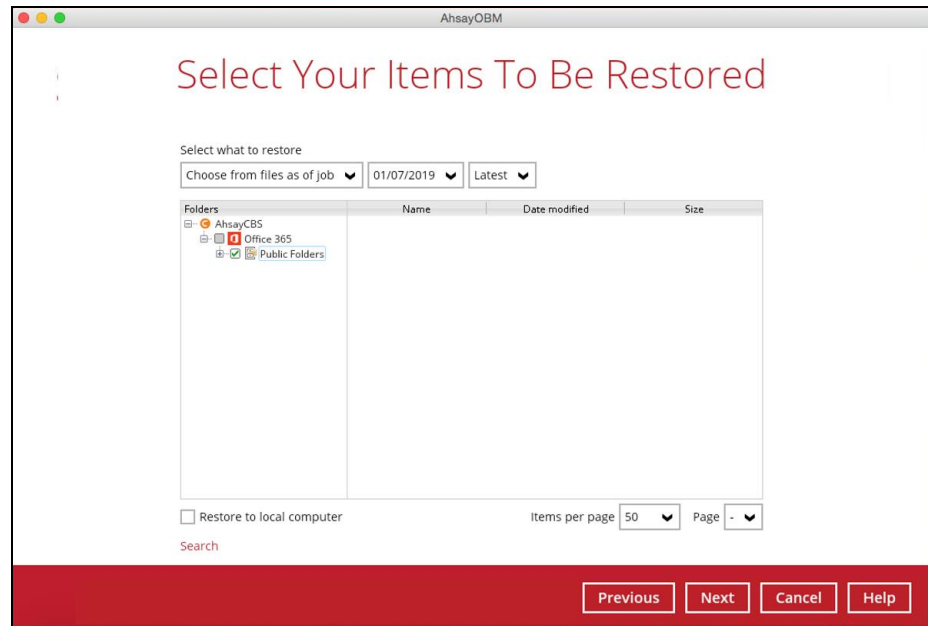 AhsayOBM
Select Your Items To Be Restored
Select what to restore
Choose from files as of job 01/07/2019 Latest
Folders Name Date modified Size
AhsayCBS
Office 365
Public Folders
Restore to local computer Items per page 50 Page -
Search
Previous Next Cancel Help